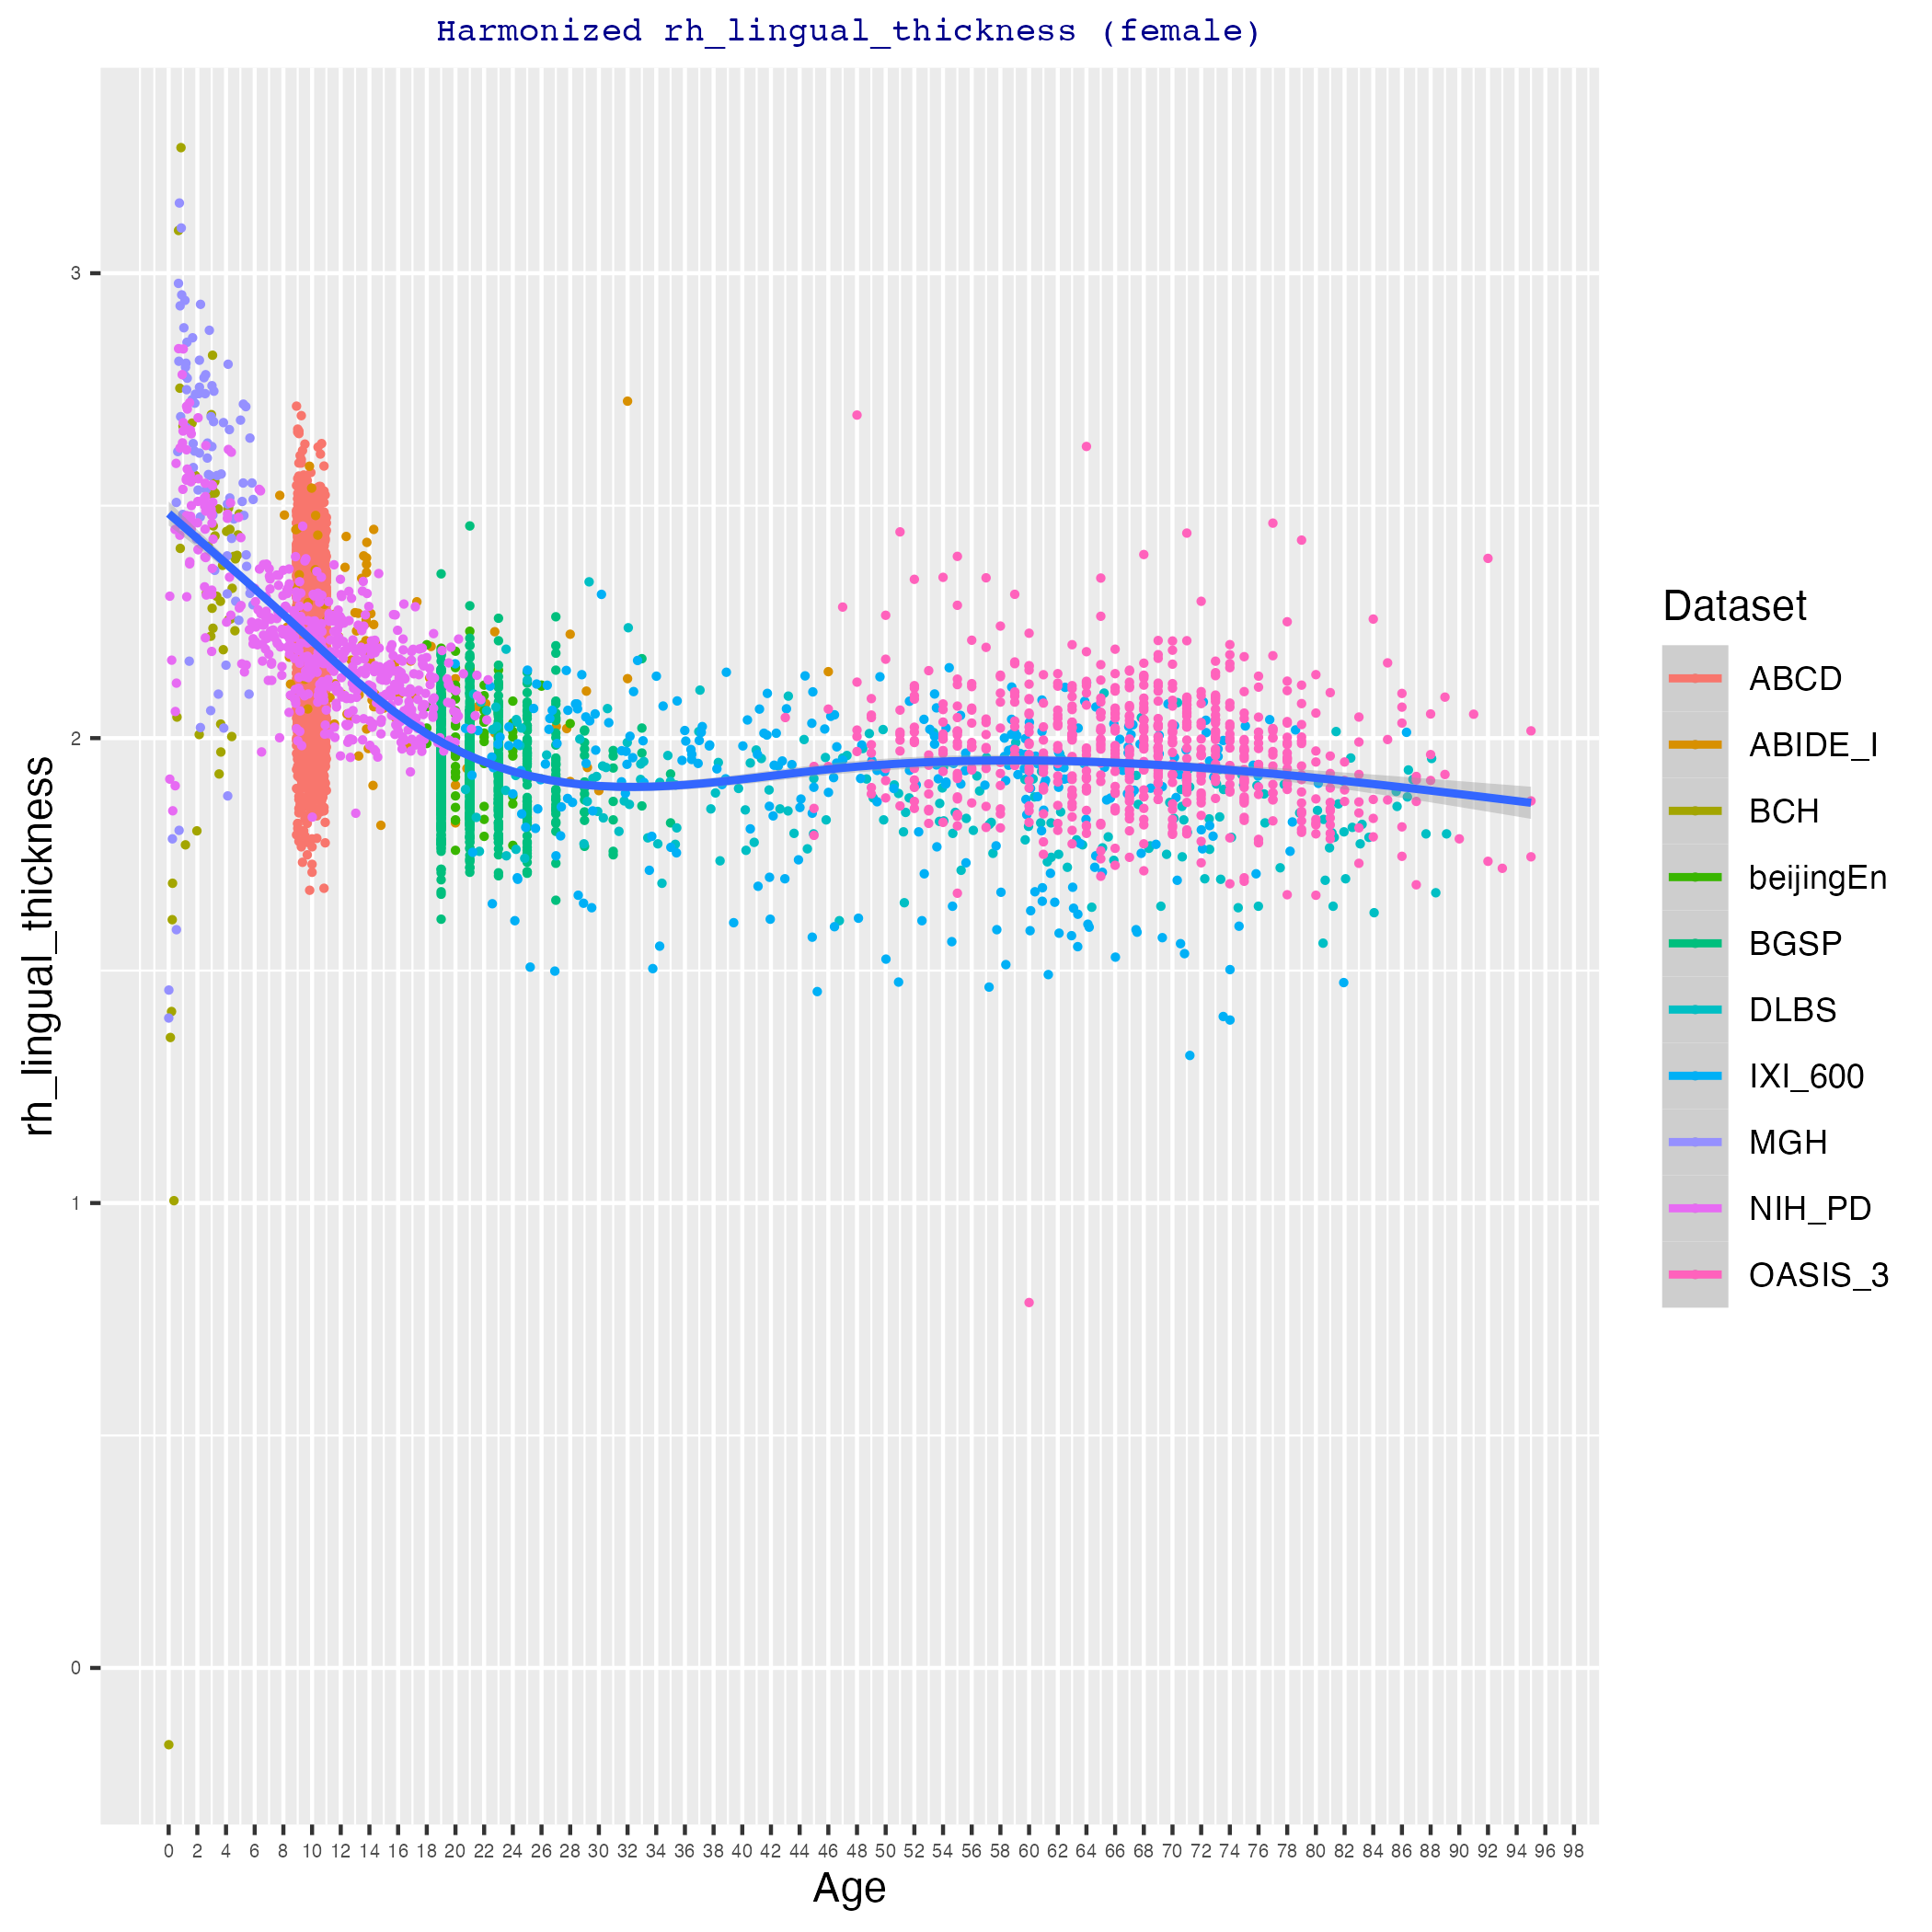 Harmonized rh_lingual_thickness (female)
rh_lingual_thickness
3
2
1
0
0 2 4 6 8 10 12 14 16 18 20 22 24 26 28 30 32 34 36 38 40 42 44 46 48 50 52 54 56 58 60 62 64 66 68 70 72 74 76 78 80 82 84 86 88 90 92 94 96 98
Age
Dataset
ABCD
ABIDE_I
BCH
beijingEn
BGSP
DLBS
IXI_600
MGH
NIH_PD
OASIS_3